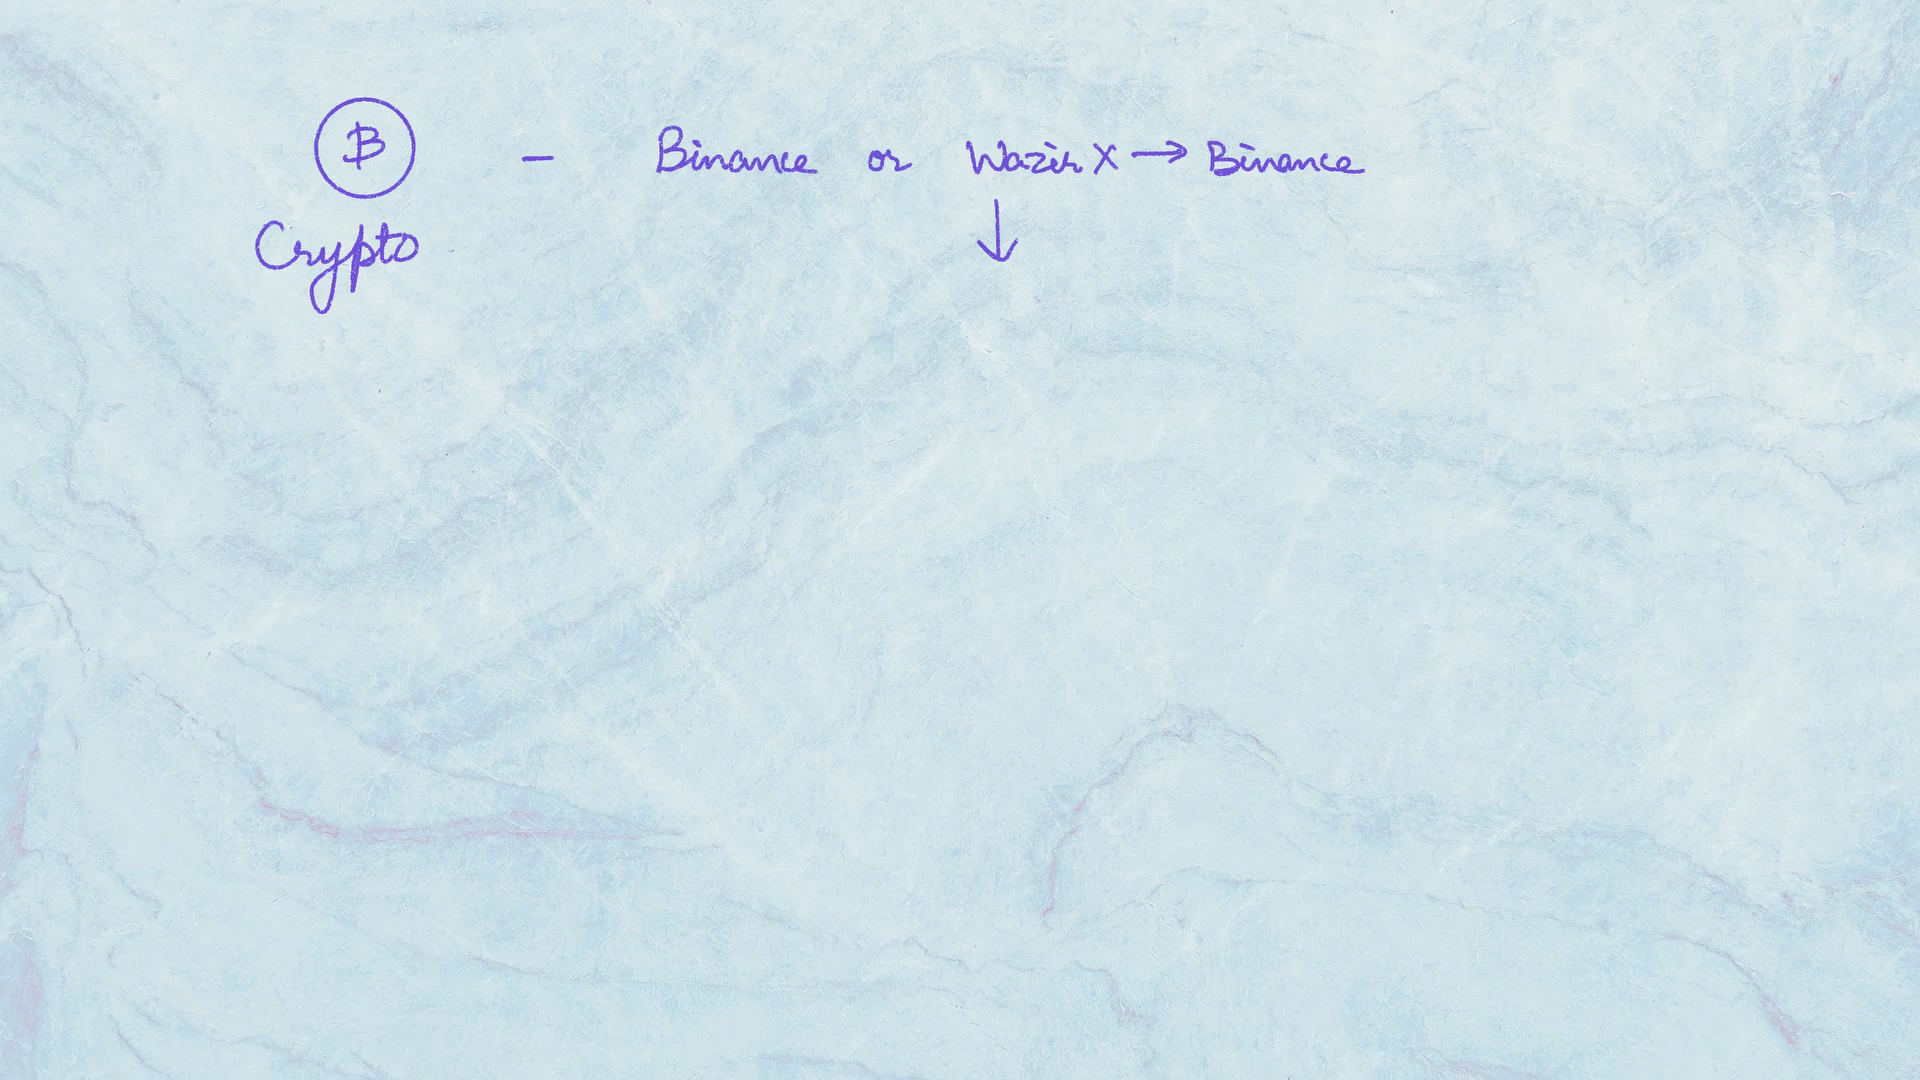 ₿ - Binance or WazirX → Binance
↓
Crypto